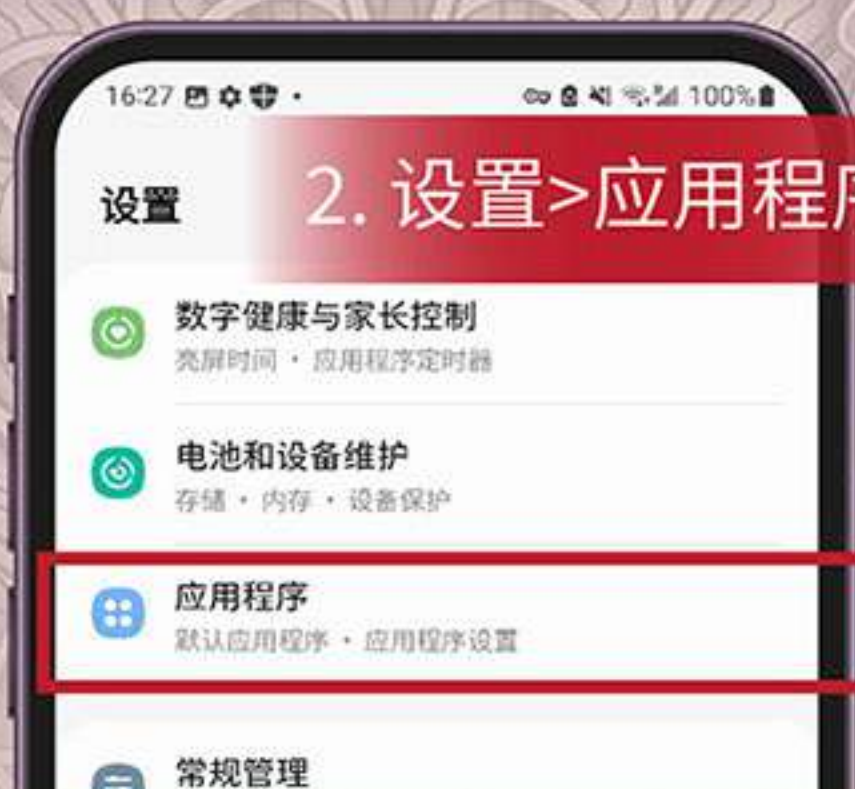 16:27
100%
设置
2. 设置>应用程序
数字健康与家长控制
亮屏时间 · 应用程序定时器
电池和设备维护
存储 · 内存 · 设备保护
应用程序
默认应用程序 · 应用程序设置
常规管理